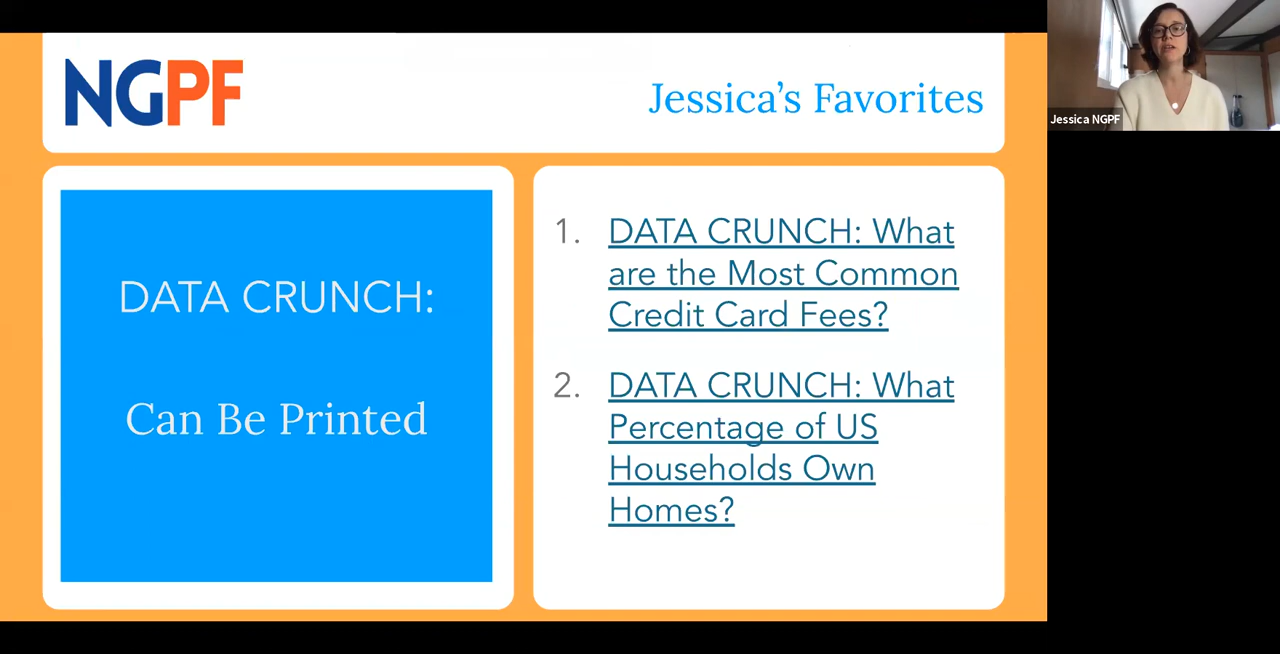 NGPF
Jessica's Favorites
DATA CRUNCH:
Can Be Printed
1. DATA CRUNCH: What
are the Most Common
Credit Card Fees?
2. DATA CRUNCH: What
Percentage of US
Households Own
Homes?
Jessica NGPF